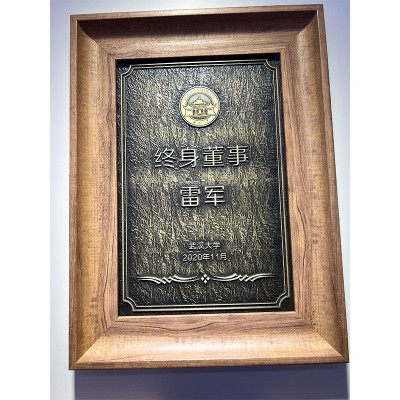 终身董事
雷军
武汉大学
2020年11月